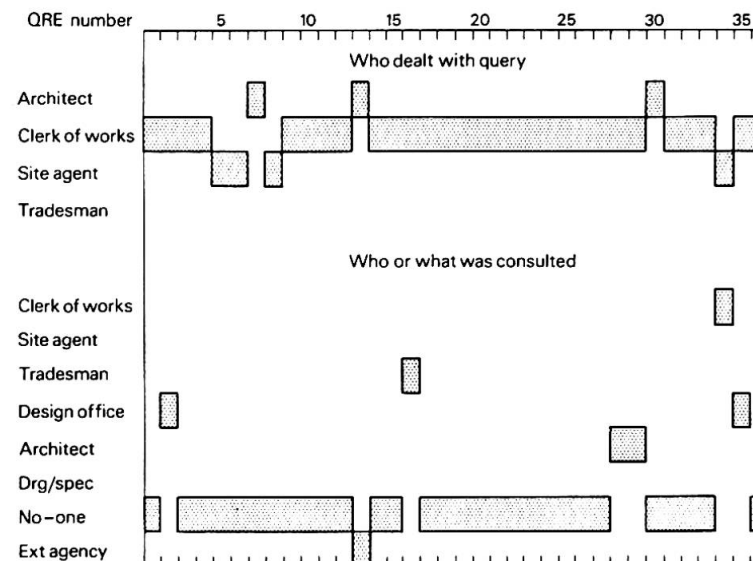 QRE number 5 10 15 20 25 30 35
Who dealt with query
Architect
Clerk of works
Site agent
Tradesman
Who or what was consulted
Clerk of works
Site agent
Tradesman
Design office
Architect
Drg/spec
No-one
Ext agency